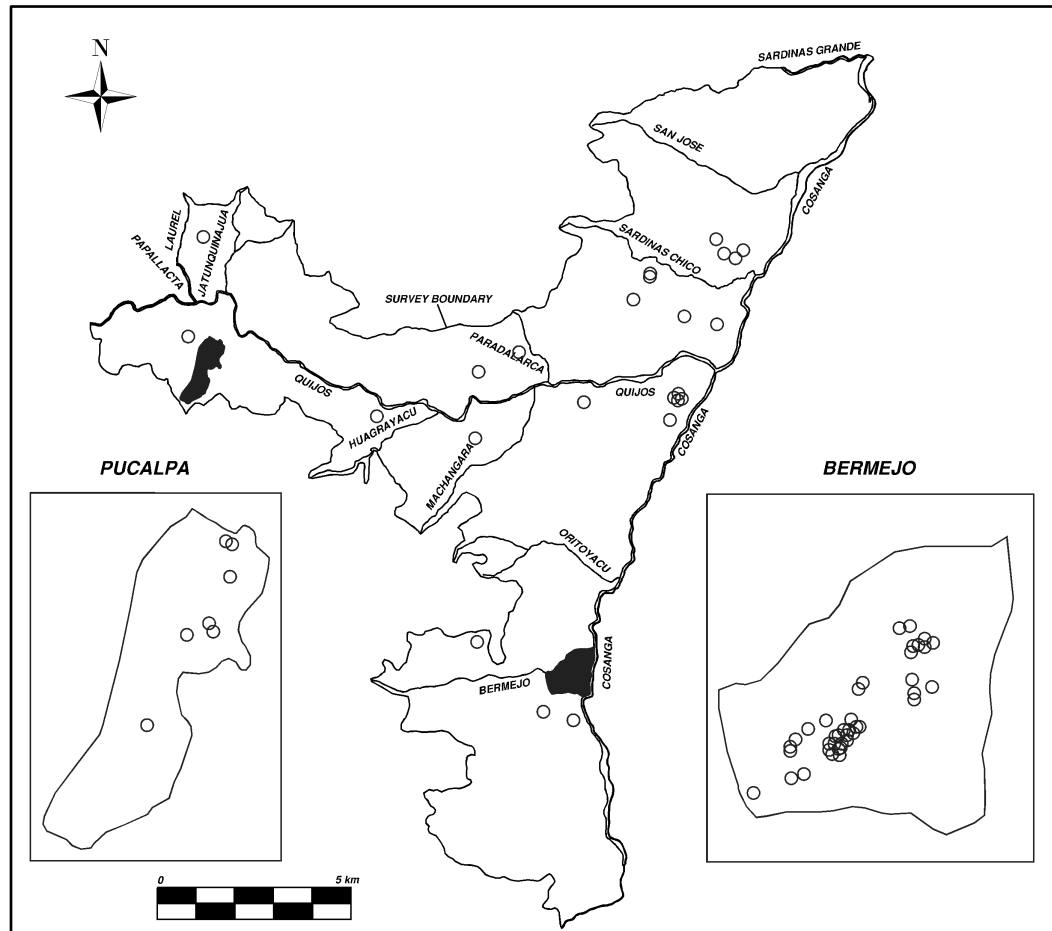 N
SARDINAS GRANDE
SAN JOSE
COSANGA
LAUREL
PAPALLACTA
JATUNQUINAJUA
SARDINAS CHICO
SURVEY BOUNDARY
PARADALARCA
QUIJOS
QUIJOS
HUAGRAYACU
COSANGA
MACHANGARA
PUCALPA
BERMEJO
ORITOYACU
COSANGA
BERMEJO
0 5 km